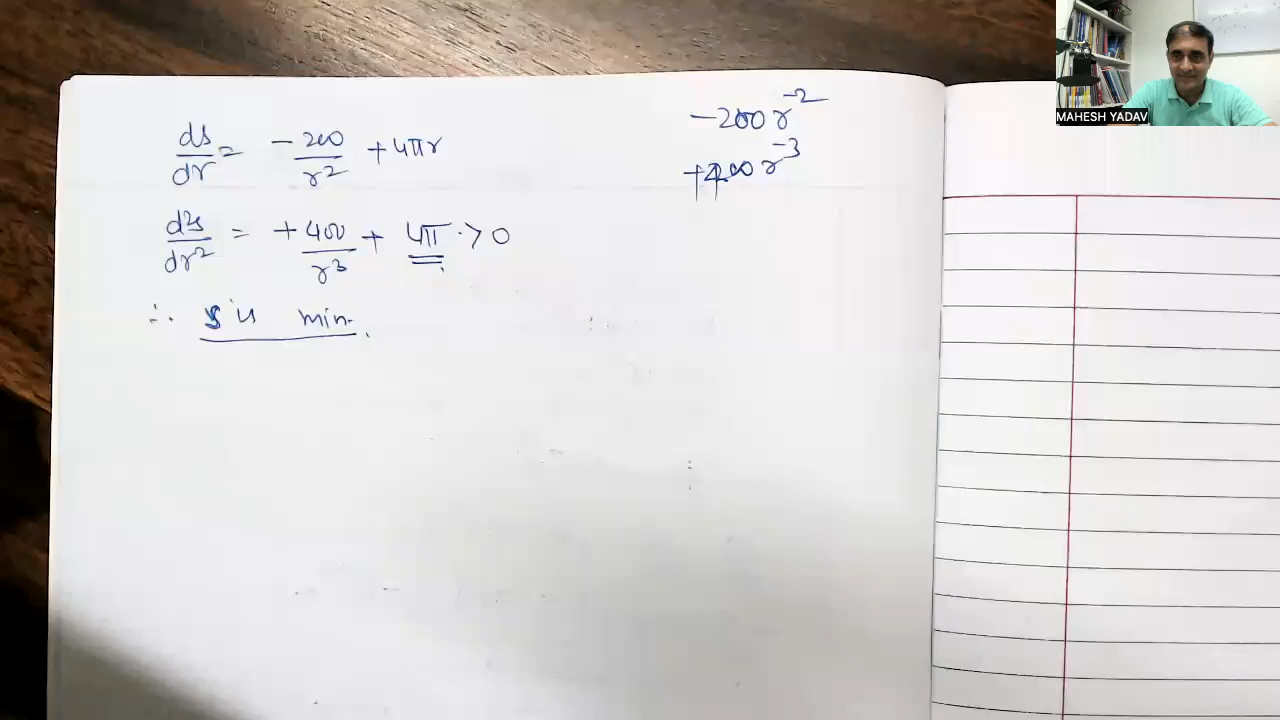 ds/dr = - 200/r² + 4πr
d²s/dr² = + 400/r³ + 4π > 0
∴ S is min.
-200 r⁻²
+400 r⁻³
MAHESH YADAV